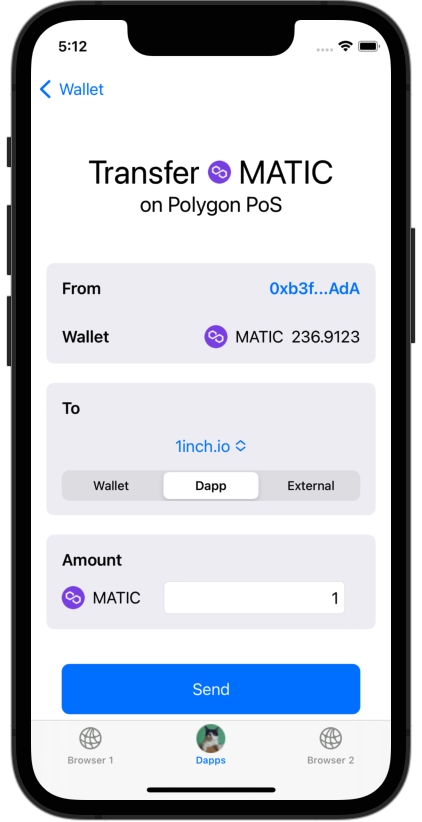 5:12
Wallet
Transfer MATIC
on Polygon PoS
From 0xb3f...AdA
Wallet MATIC 236.9123
To
1inch.io
Wallet Dapp External
Amount
MATIC 1
Send
Browser 1 Dapps Browser 2